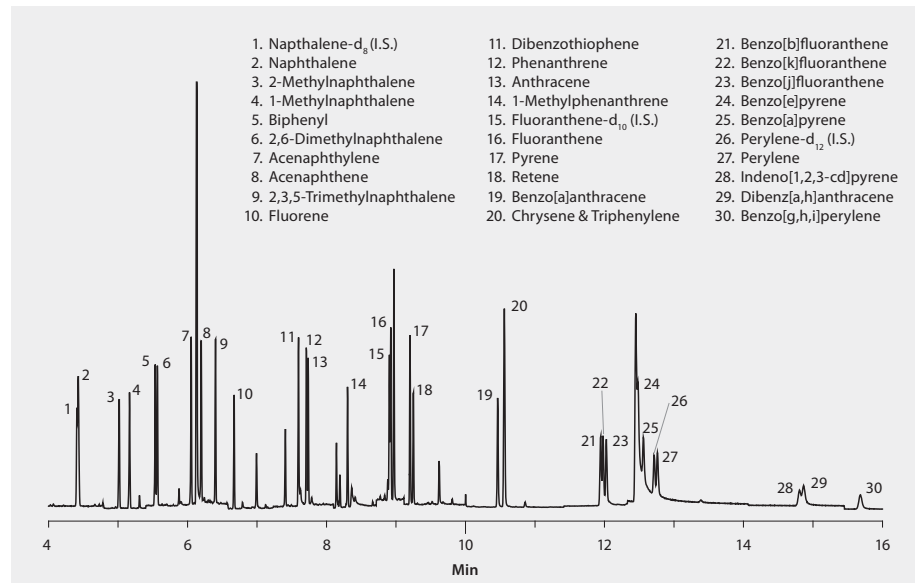 1. Napthalene-d8 (I.S.)
2. Naphthalene
3. 2-Methylnaphthalene
4. 1-Methylnaphthalene
5. Biphenyl
6. 2,6-Dimethylnaphthalene
7. Acenaphthylene
8. Acenaphthene
9. 2,3,5-Trimethylnaphthalene
10. Fluorene
11. Dibenzothiophene
12. Phenanthrene
13. Anthracene
14. 1-Methylphenanthrene
15. Fluoranthene-d10 (I.S.)
16. Fluoranthene
17. Pyrene
18. Retene
19. Benzo[a]anthracene
20. Chrysene & Triphenylene
21. Benzo[b]fluoranthene
22. Benzo[k]fluoranthene
23. Benzo[j]fluoranthene
24. Benzo[e]pyrene
25. Benzo[a]pyrene
26. Perylene-d12 (I.S.)
27. Perylene
28. Indeno[1,2,3-cd]pyrene
29. Dibenz[a,h]anthracene
30. Benzo[g,h,i]perylene
1
2
3
4
5
6
7
8
9
10
11
12
13
14
15
16
17
18
19
20
21
22
23
24
25
26
27
28
29
30
4 6 8 10 12 14 16
Min